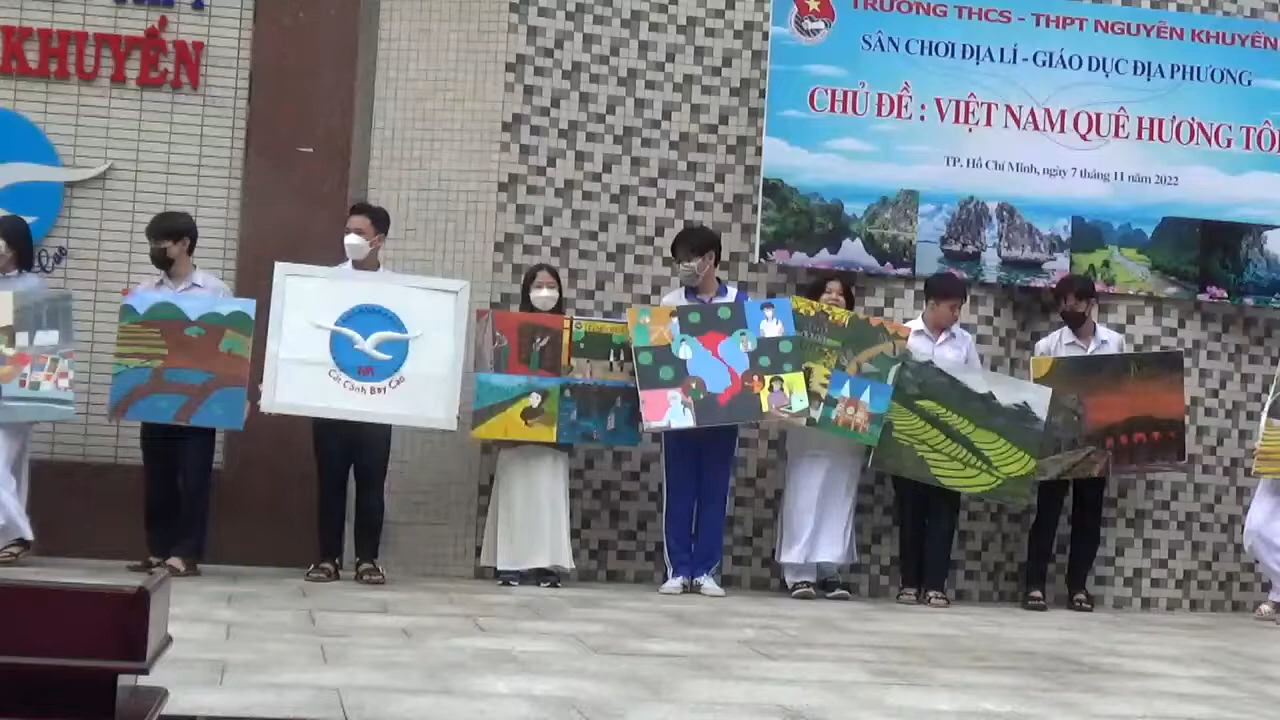 KHUYẾN
Cao
TRƯỜNG THCS - THPT NGUYỄN KHUYẾN
SÂN CHƠI ĐỊA LÍ - GIÁO DỤC ĐỊA PHƯƠNG
CHỦ ĐỀ : VIỆT NAM QUÊ HƯƠNG TÔI
TP. Hồ Chí Minh, ngày 7 tháng 11 năm 2022
Cất Cánh Bay Cao